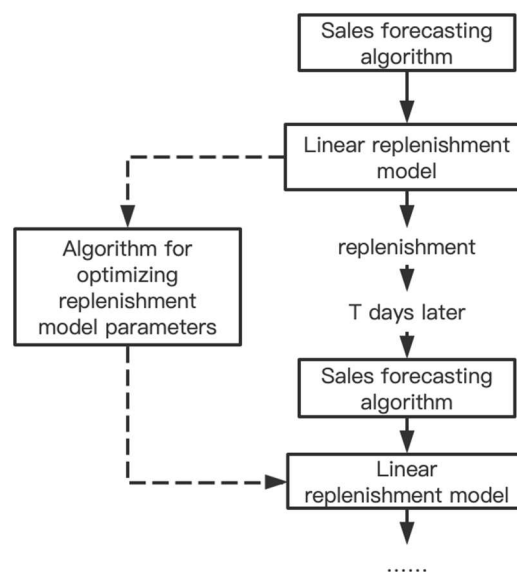 Sales forecasting
algorithm
Linear replenishment
model
Algorithm for
optimizing
replenishment
model parameters
replenishment
T days later
Sales forecasting
algorithm
Linear
replenishment model
......